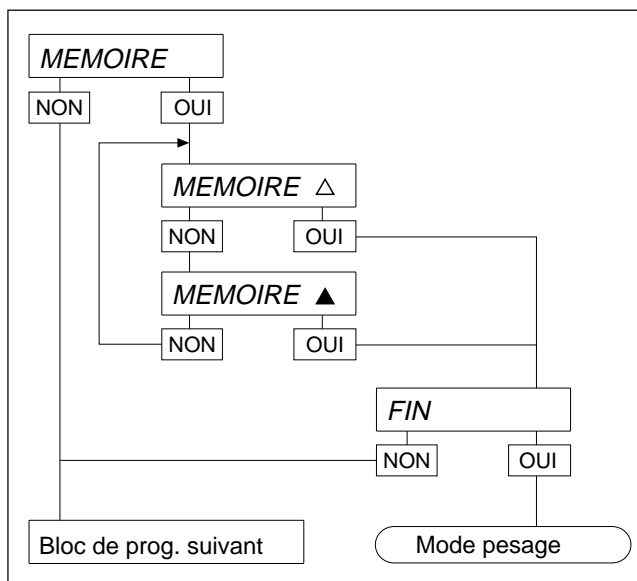 MEMOIRE
NON OUI
MEMOIRE △
NON OUI
MEMOIRE ▲
NON OUI
FIN
NON OUI
Bloc de prog. suivant Mode pesage